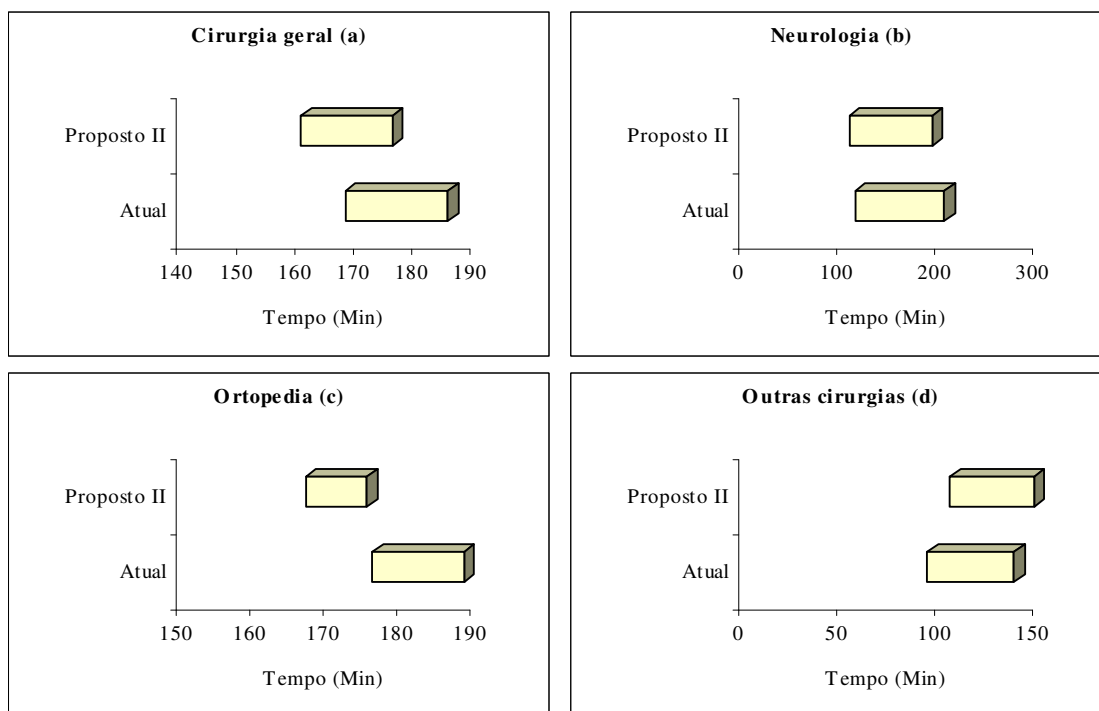 Cirurgia geral (a)
Proposto II
Atual
140 150 160 170 180 190
Tempo (Min)
Neurologia (b)
Proposto II
Atual
0 100 200 300
Tempo (Min)
Ortopedia (c)
Proposto II
Atual
150 160 170 180 190
Tempo (Min)
Outras cirurgias (d)
Proposto II
Atual
0 50 100 150
Tempo (Min)